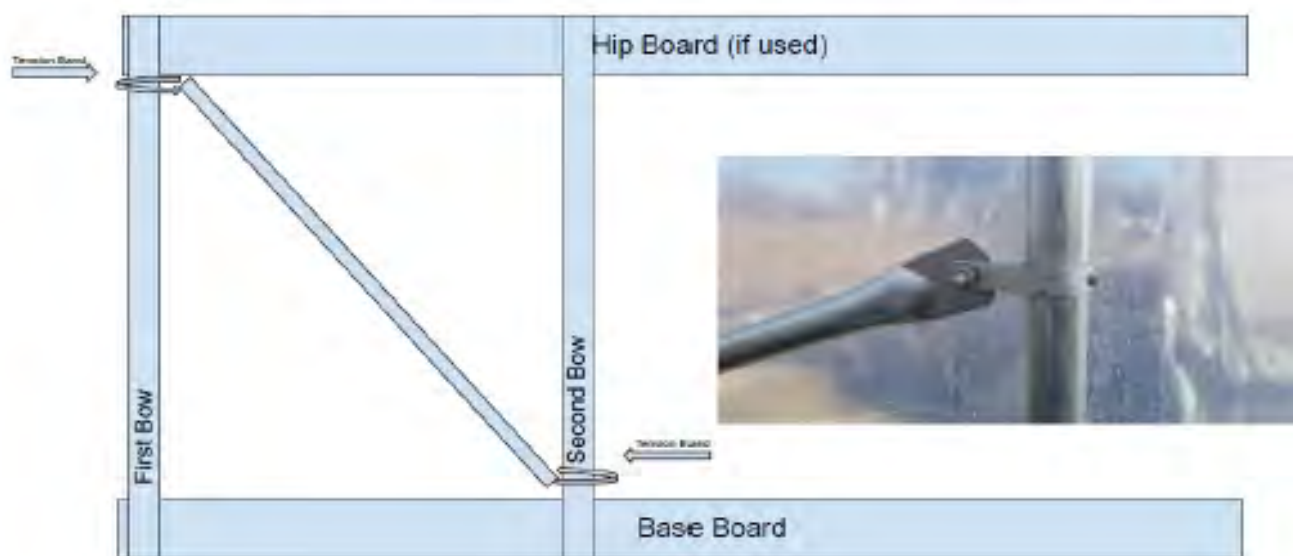 Hip Board (if used)
Tension Band
First Bow
Second Bow
Tension Band
Base Board